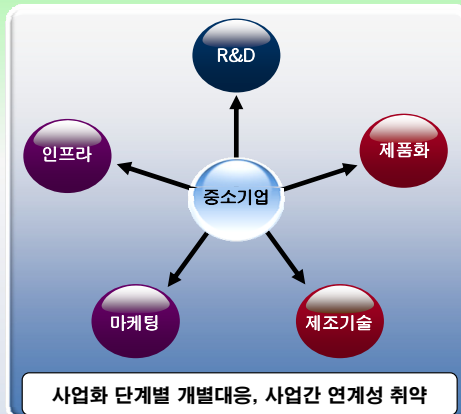 R&D
인프라
제품화
중소기업
마케팅
제조기술
사업화 단계별 개별대응, 사업간 연계성 취약